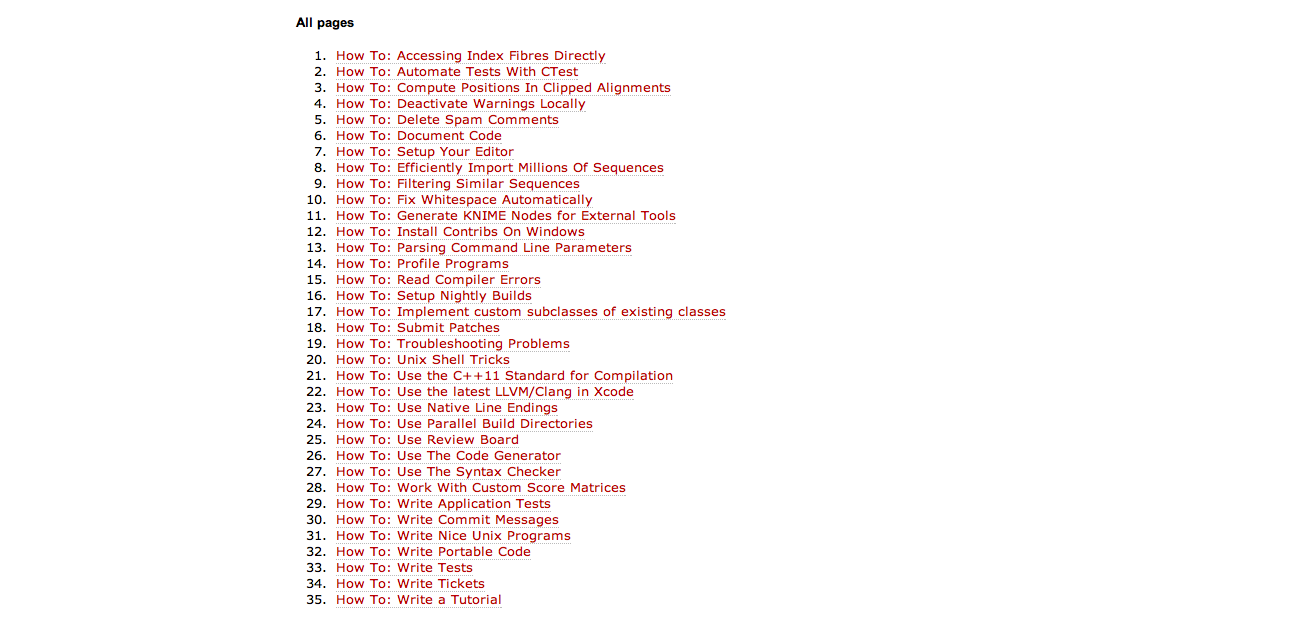 All pages
1. How To: Accessing Index Fibres Directly
2. How To: Automate Tests With CTest
3. How To: Compute Positions In Clipped Alignments
4. How To: Deactivate Warnings Locally
5. How To: Delete Spam Comments
6. How To: Document Code
7. How To: Setup Your Editor
8. How To: Efficiently Import Millions Of Sequences
9. How To: Filtering Similar Sequences
10. How To: Fix Whitespace Automatically
11. How To: Generate KNIME Nodes for External Tools
12. How To: Install Contribs On Windows
13. How To: Parsing Command Line Parameters
14. How To: Profile Programs
15. How To: Read Compiler Errors
16. How To: Setup Nightly Builds
17. How To: Implement custom subclasses of existing classes
18. How To: Submit Patches
19. How To: Troubleshooting Problems
20. How To: Unix Shell Tricks
21. How To: Use the C++11 Standard for Compilation
22. How To: Use the latest LLVM/Clang in Xcode
23. How To: Use Native Line Endings
24. How To: Use Parallel Build Directories
25. How To: Use Review Board
26. How To: Use The Code Generator
27. How To: Use The Syntax Checker
28. How To: Work With Custom Score Matrices
29. How To: Write Application Tests
30. How To: Write Commit Messages
31. How To: Write Nice Unix Programs
32. How To: Write Portable Code
33. How To: Write Tests
34. How To: Write Tickets
35. How To: Write a Tutorial